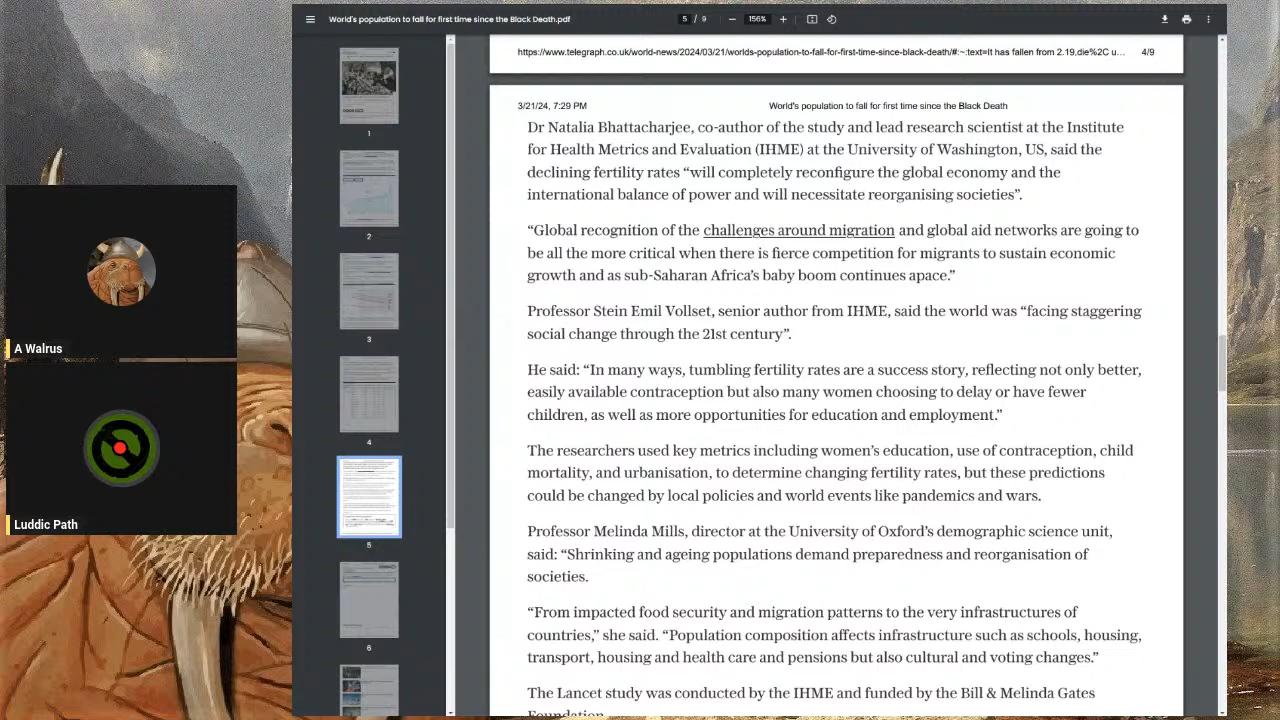 World's population to fall for first time since the Black Death.pdf
5 / 9
156%
https://www.telegraph.co.uk/world-news/2024/03/21/worlds-population-to-fall-for-first-time-since-black-death/#:~:text=It has fallen from 2.19,die%2C u... 4/9
3/21/24, 7:29 PM World's population to fall for first time since the Black Death
Dr Natalia Bhattacharjee, co-author of the study and lead research scientist at the Institute
for Health Metrics and Evaluation (IHME) at the University of Washington, US, said the
declining fertility rates “will completely reconfigure the global economy and the
international balance of power and will necessitate reorganising societies”.
“Global recognition of the challenges around migration and global aid networks are going to
be all the more critical when there is fierce competition for migrants to sustain economic
growth and as sub-Saharan Africa’s baby boom continues apace.”
Professor Stein Emil Vollset, senior author from IHME, said the world was “facing staggering
social change through the 21st century”.
He said: “In many ways, tumbling fertility rates are a success story, reflecting not only better,
easily available contraception but also many women choosing to delay or have fewer
children, as well as more opportunities for education and employment.”
The researchers used key metrics including women’s education, use of contraception, child
mortality, and urbanisation, to determine changing fertility rates, but these predictions
could be changed by local policies and world events like pandemics and wars.
Professor Melinda Mills, director at the University of Oxford’s demographic science unit,
said: “Shrinking and ageing populations demand preparedness and reorganisation of
societies.
“From impacted food security and migration patterns to the very infrastructures of
countries,” she said. “Population composition affects infrastructure such as schools, housing,
transport, housing and health care and pensions but also cultural and voting changes.”
The Lancet study was conducted by the IHME and funded by the Bill & Melinda Gates
Foundation
1
2
3
4
5
6
A Walrus
Luddic Path